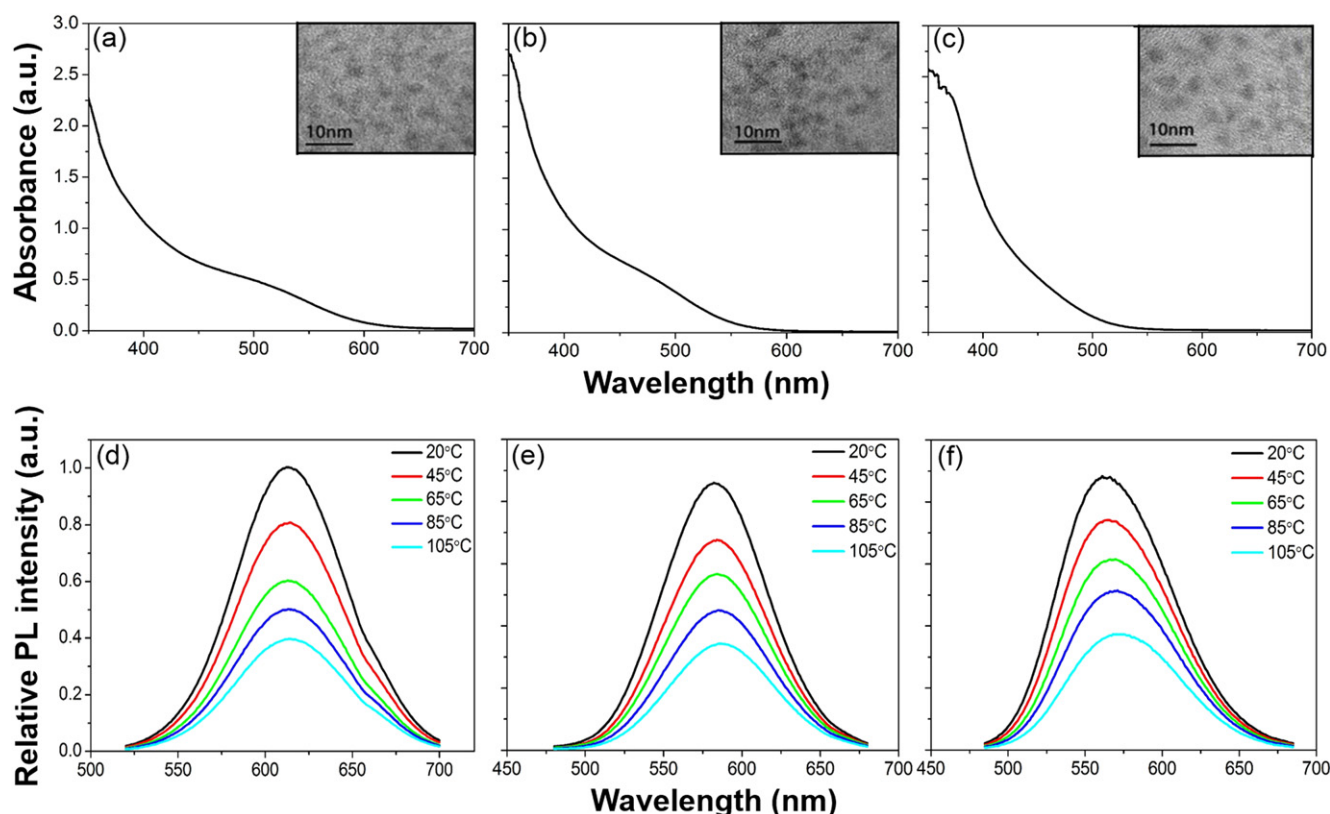 Absorbance (a.u.)
3.0
2.5
2.0
1.5
1.0
0.5
0.0
(a)
10nm
400 500 600 700
(b)
10nm
400 500 600 700
(c)
10nm
400 500 600 700
Wavelength (nm)
Relative PL intensity (a.u.)
1.0
0.8
0.6
0.4
0.2
0.0
(d)
20°C
45°C
65°C
85°C
105°C
500 550 600 650 700
(e)
20°C
45°C
65°C
85°C
105°C
450 500 550 600 650 700
(f)
20°C
45°C
65°C
85°C
105°C
450 500 550 600 650 700
Wavelength (nm)